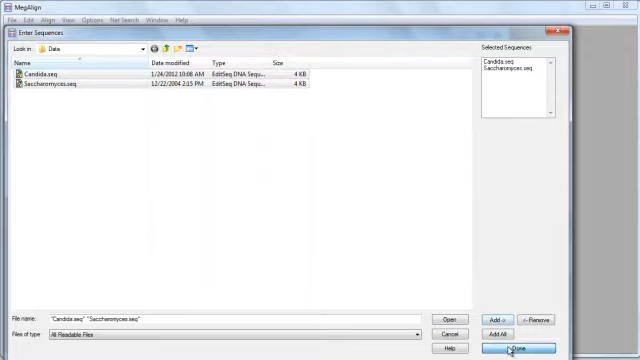 MegAlign
File Edit Align View Options Net Search Window Help
Enter Sequences
Look in: Data
Name Date modified Type Size
Candida.seq 1/24/2012 10:08 AM EditSeq DNA Sequ... 4 KB
Saccharomyces.seq 12/22/2004 2:15 PM EditSeq DNA Sequ... 4 KB
Selected Sequences
Candida.seq
Saccharomyces.seq
File name: "Candida.seq" "Saccharomyces.seq"
Files of type: All Readable Files
Open
Cancel
Help
Add -> <- Remove
Add All
Done